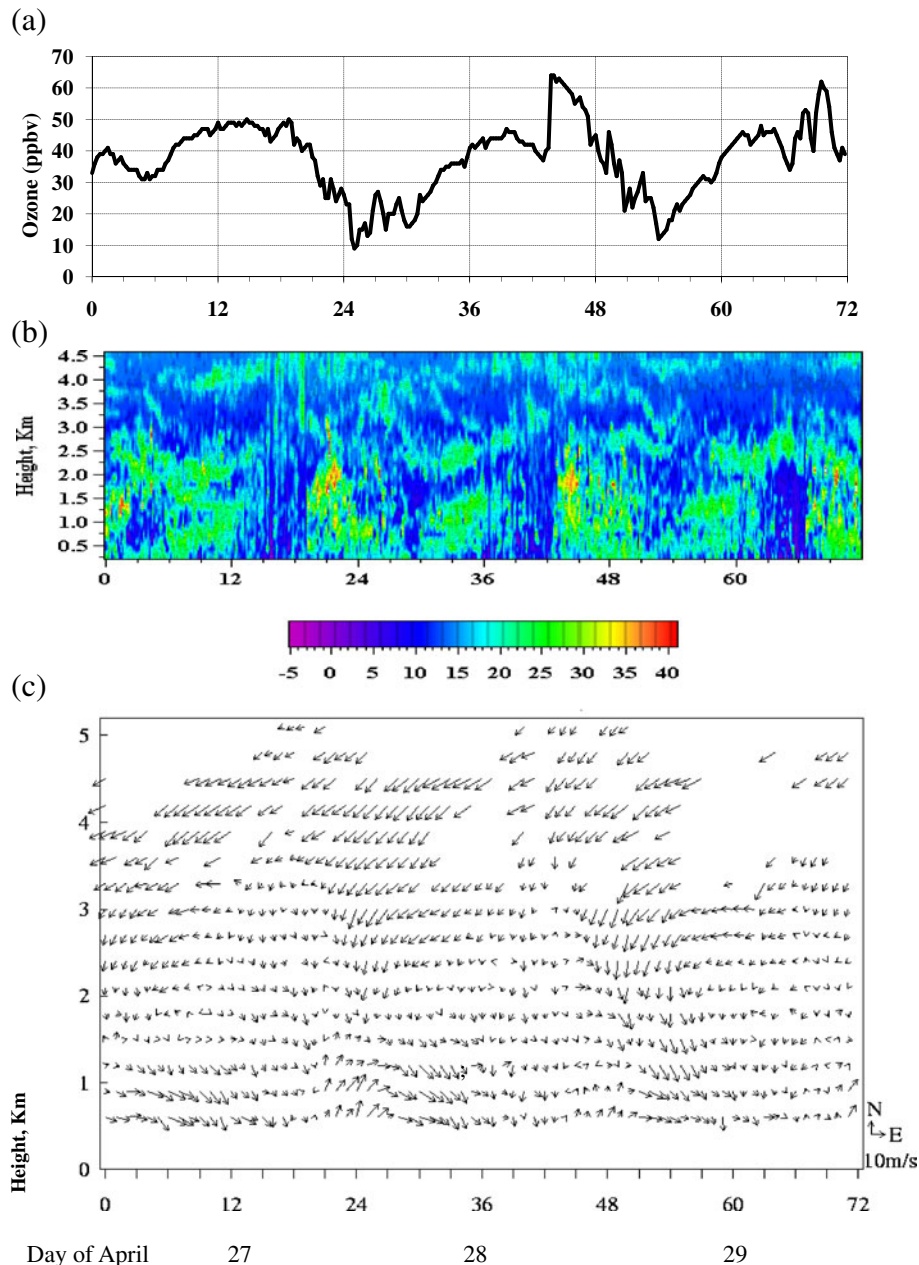 (a)
70
60
50
40
30
20
10
0
Ozone (ppbv)
0 12 24 36 48 60 72
(b)
4.5
4.0
3.5
3.0
2.5
2.0
1.5
1.0
0.5
Height, Km
0 12 24 36 48 60
-5 0 5 10 15 20 25 30 35 40
(c)
5
4
3
2
1
0
Height, Km
N
E
10m/s
0 12 24 36 48 60 72
Day of April 27 28 29